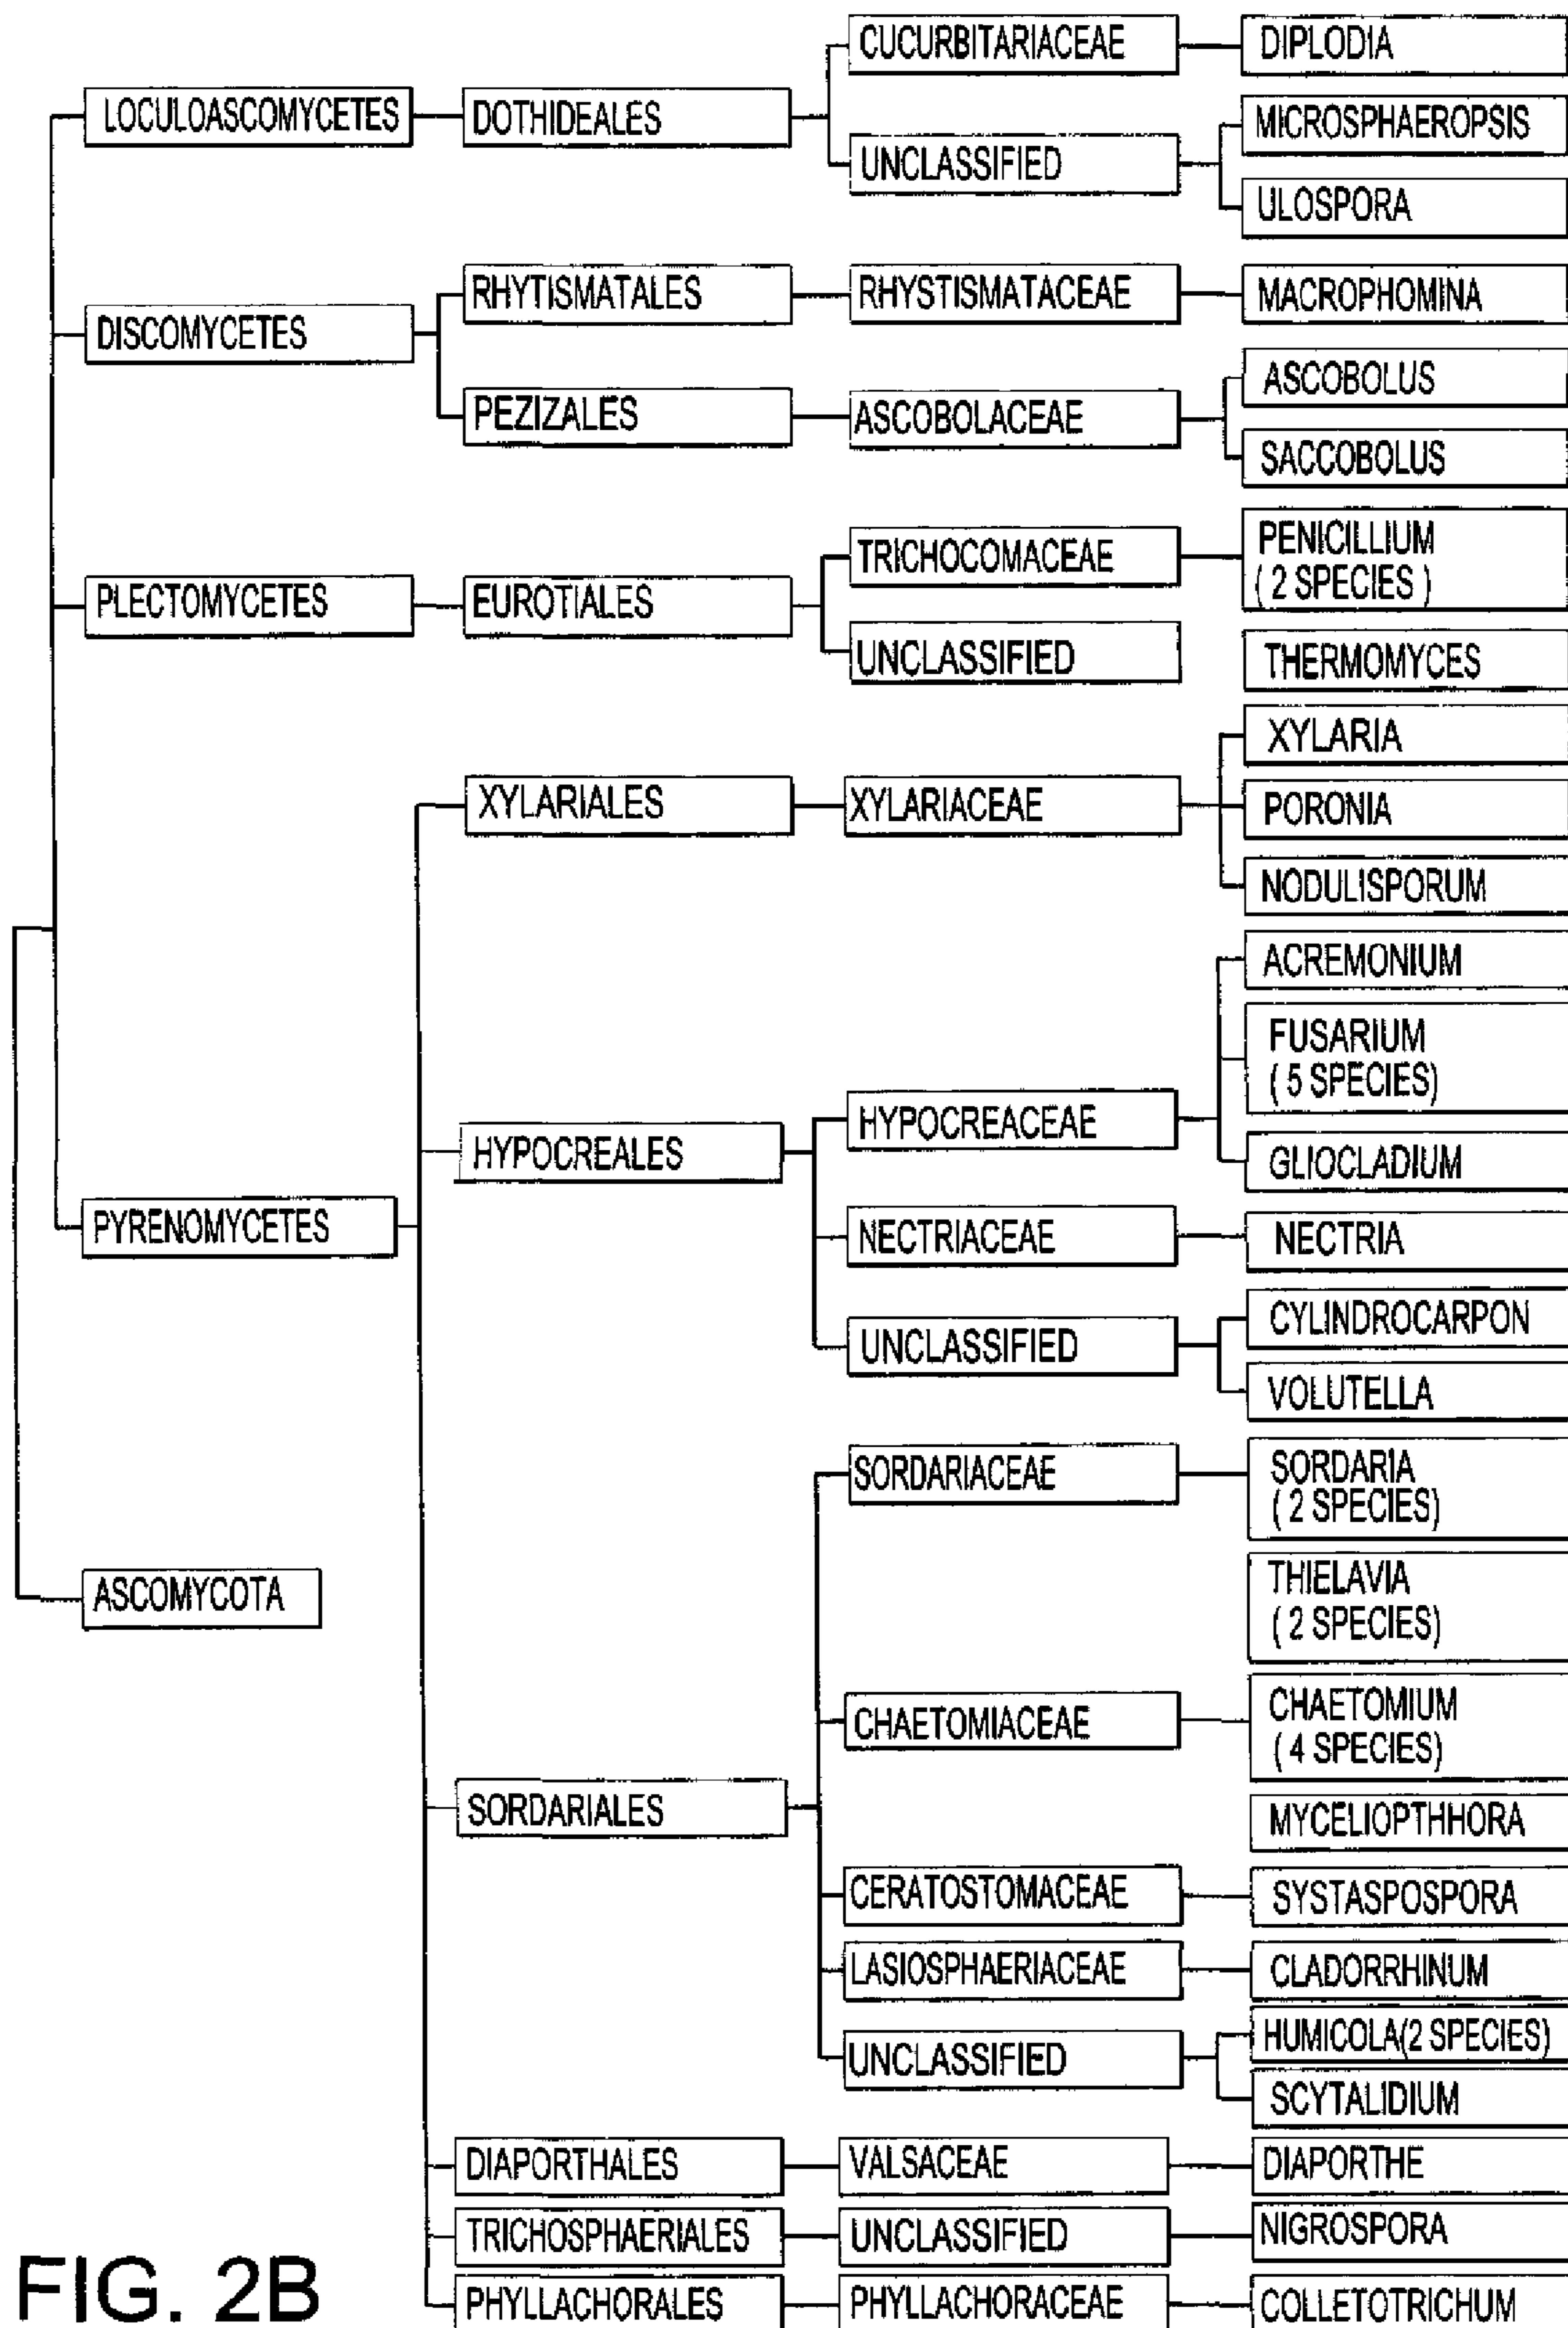 CUCURBITARIACEAE
DIPLODIA
LOCULOASCOMYCETES
DOTHIDEALES
MICROSPHAEROPSIS
UNCLASSIFIED
ULOSPORA
RHYTISMATALES
RHYSTISMATACEAE
MACROPHOMINA
DISCOMYCETES
ASCOBOLUS
PEZIZALES
ASCOBOLACEAE
SACCOBOLUS
PENICILLIUM
( 2 SPECIES )
TRICHOCOMACEAE
PLECTOMYCETES
EUROTIALES
UNCLASSIFIED
THERMOMYCES
XYLARIA
XYLARIALES
XYLARIACEAE
PORONIA
NODULISPORUM
ACREMONIUM
FUSARIUM
( 5 SPECIES)
HYPOCREACEAE
HYPOCREALES
GLIOCLADIUM
PYRENOMYCETES
NECTRIACEAE
NECTRIA
CYLINDROCARPON
UNCLASSIFIED
VOLUTELLA
SORDARIACEAE
SORDARIA
( 2 SPECIES)
ASCOMYCOTA
THIELAVIA
( 2 SPECIES)
CHAETOMIACEAE
CHAETOMIUM
( 4 SPECIES)
SORDARIALES
MYCELIOPTHHORA
CERATOSTOMACEAE
SYSTASPOSPORA
LASIOSPHAERIACEAE
CLADORRHINUM
HUMICOLA(2 SPECIES)
UNCLASSIFIED
SCYTALIDIUM
DIAPORTHALES
VALSACEAE
DIAPORTHE
TRICHOSPHAERIALES
UNCLASSIFIED
NIGROSPORA
PHYLLACHORALES
PHYLLACHORACEAE
COLLETOTRICHUM
FIG. 2B